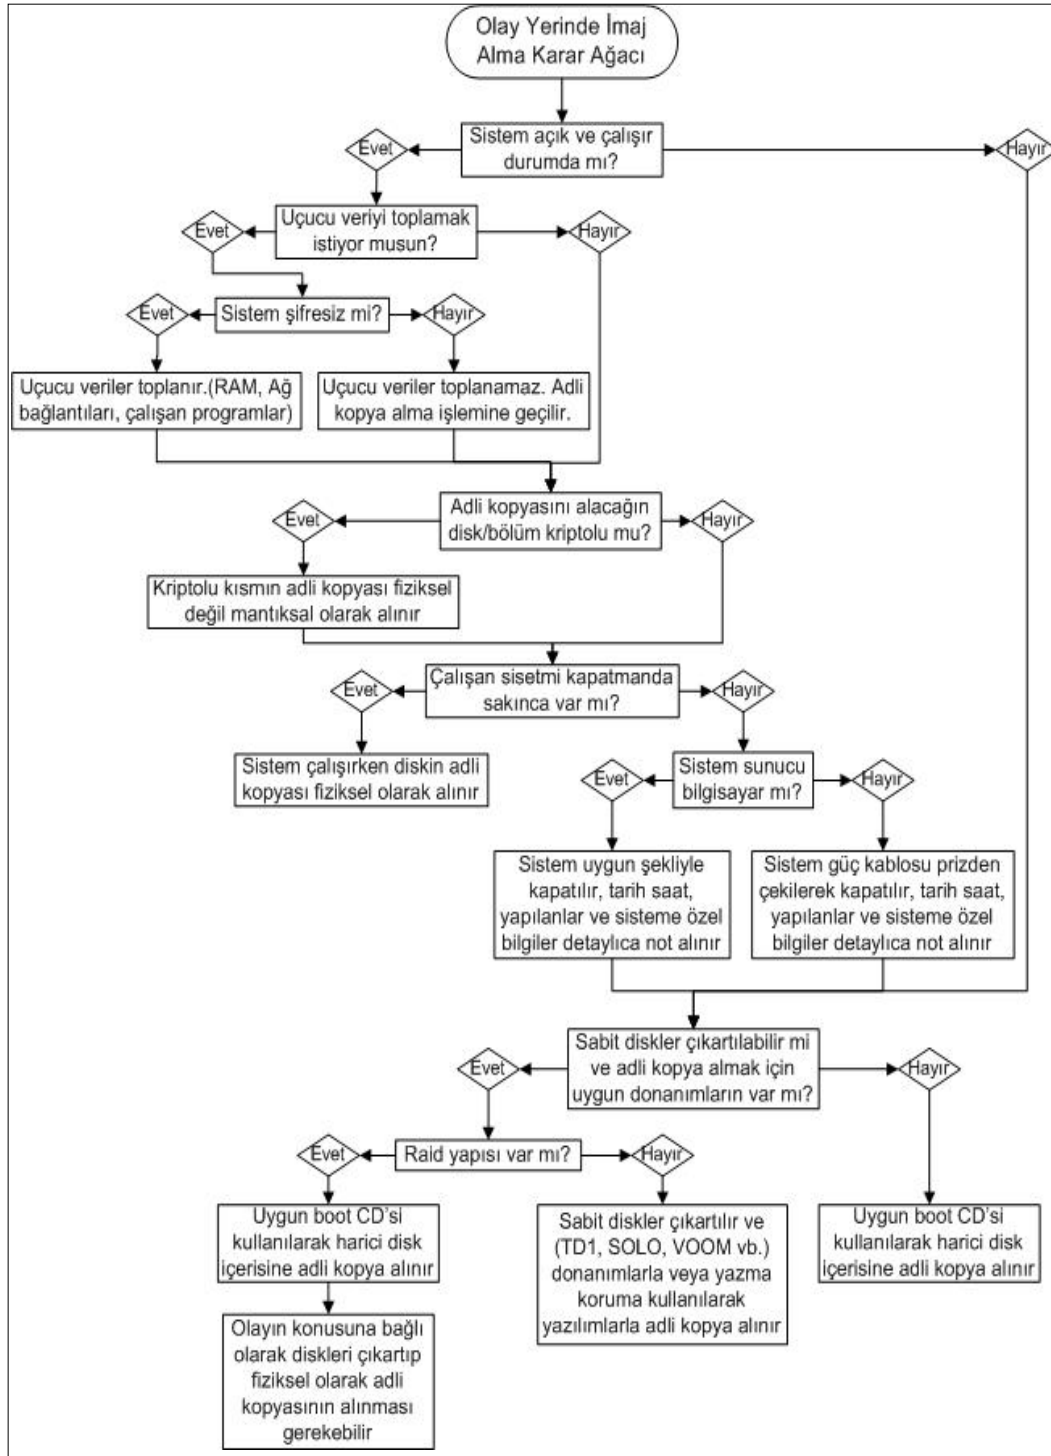 Olay Yerinde İmaj
Alma Karar Ağacı
Sistem açık ve çalışır
durumda mı?
Evet
Hayır
Uçucu veriyi toplamak
istiyor musun?
Evet
Hayır
Sistem şifresiz mi?
Evet
Hayır
Uçucu veriler toplanır.(RAM, Ağ
bağlantıları, çalışan programlar)
Uçucu veriler toplanamaz. Adli
kopya alma işlemine geçilir.
Adli kopyasını alacağın
disk/bölüm kriptolu mu?
Evet
Hayır
Kriptolu kısmın adli kopyası fiziksel
değil mantıksal olarak alınır
Çalışan sisetmi kapatmanda
sakınca var mı?
Evet
Hayır
Sistem çalışırken diskin adli
kopyası fiziksel olarak alınır
Sistem sunucu
bilgisayar mı?
Evet
Hayır
Sistem uygun şekliyle
kapatılır, tarih saat,
yapılanlar ve sisteme özel
bilgiler detaylıca not alınır
Sistem güç kablosu prizden
çekilerek kapatılır, tarih saat,
yapılanlar ve sisteme özel
bilgiler detaylıca not alınır
Sabit diskler çıkartılabilir mi
ve adli kopya almak için
uygun donanımların var mı?
Evet
Hayır
Raid yapısı var mı?
Evet
Hayır
Uygun boot CD'si
kullanılarak harici disk
içerisine adli kopya alınır
Sabit diskler çıkartılır ve
(TD1, SOLO, VOOM vb.)
donanımlarla veya yazma
koruma kullanılarak
yazılımlarla adli kopya alınır
Uygun boot CD'si
kullanılarak harici disk
içerisine adli kopya alınır
Olayın konusuna bağlı
olarak diskleri çıkartıp
fiziksel olarak adli
kopyasının alınması
gerekebilir